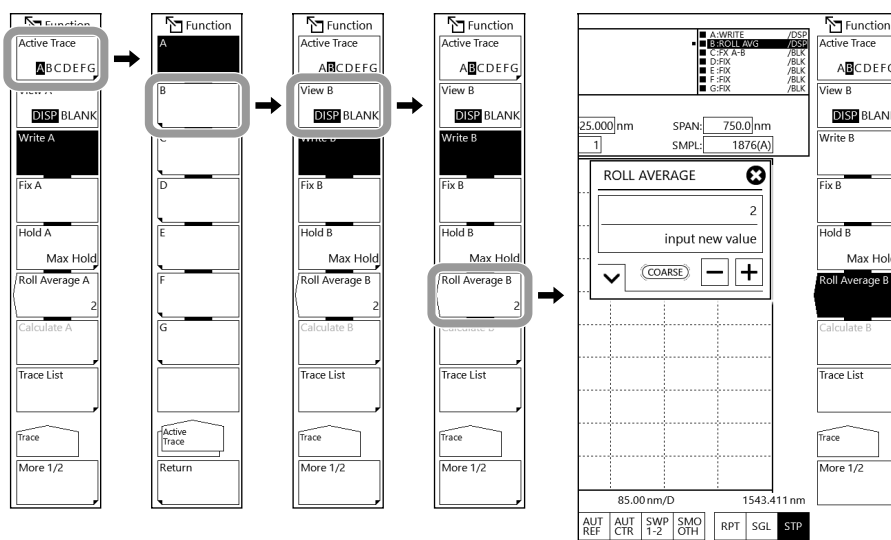 Function
Active Trace
ABCDEFG
View A
DISP BLANK
Write A
Fix A
Hold A
Max Hold
Roll Average A
2
Calculate A
Trace List
Trace
More 1/2
Function
A
B
C
D
E
F
G
Active
Trace
Return
Function
Active Trace
ABCDEFG
View B
DISP BLANK
Write B
Fix B
Hold B
Max Hold
Roll Average B
2
Calculate B
Trace List
Trace
More 1/2
Function
Active Trace
ABCDEFG
View B
DISP BLANK
Write B
Fix B
Hold B
Max Hold
Roll Average B
2
Calculate B
Trace List
Trace
More 1/2
A:WRITE /DSP
B:ROLL AVG /DSP
C:FX A-B /BLK
D:FIX /BLK
E:FIX /BLK
F:FIX /BLK
G:FIX /BLK
25.000 nm SPAN: 750.0 nm
1 SMPL: 1876(A)
ROLL AVERAGE
2
input new value
COARSE
85.00 nm/D 1543.411 nm
AUT REF
AUT CTR
SWP 1-2
SMO OTH
RPT SGL STP
Function
Active Trace
ABCDEFG
View B
DISP BLANK
Write B
Fix B
Hold B
Max Hold
Roll Average B
Calculate B
Trace List
Trace
More 1/2